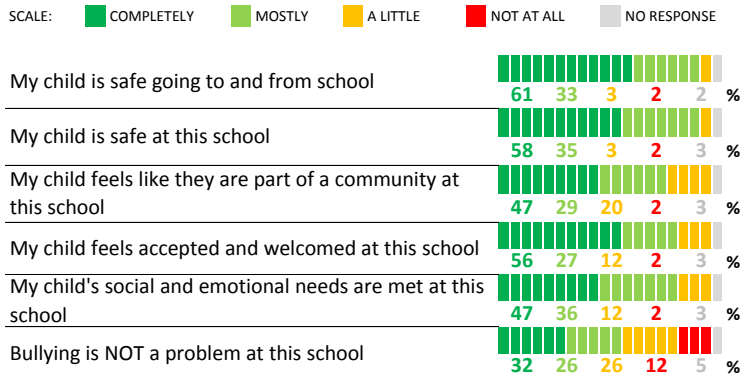 SCALE: COMPLETELY MOSTLY A LITTLE NOT AT ALL NO RESPONSE
My child is safe going to and from school
61 33 3 2 2 %
My child is safe at this school
58 35 3 2 3 %
My child feels like they are part of a community at
this school
47 29 20 2 3 %
My child feels accepted and welcomed at this school
56 27 12 2 3 %
My child's social and emotional needs are met at this
school
47 36 12 2 3 %
Bullying is NOT a problem at this school
32 26 26 12 5 %